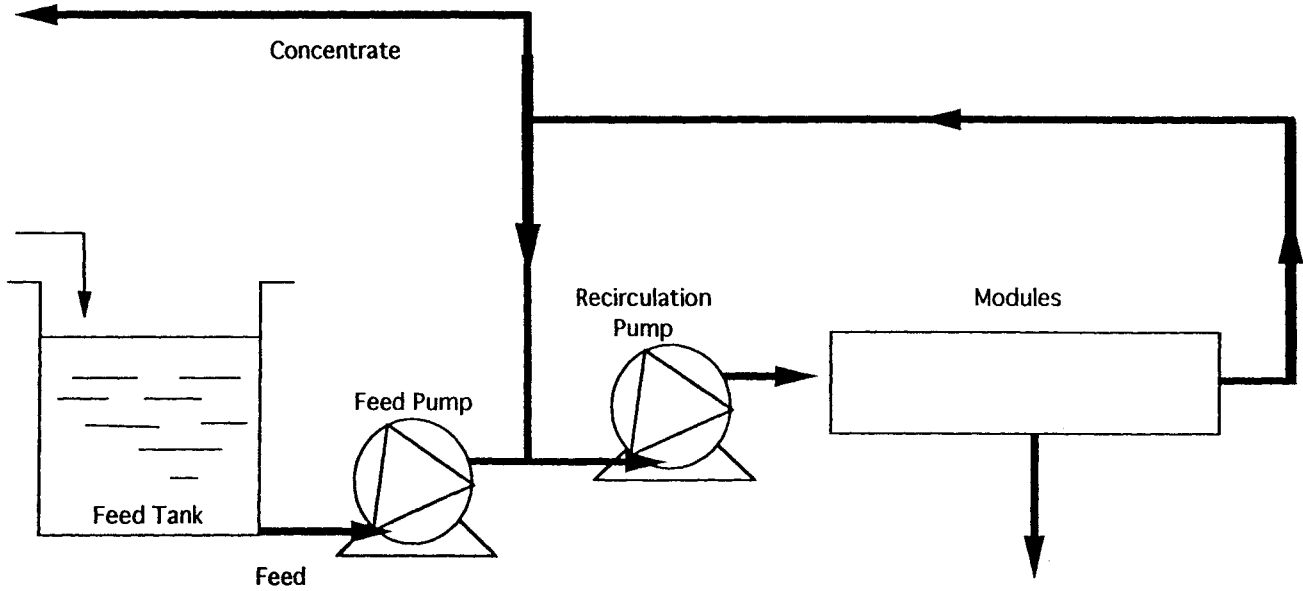 Concentrate
Recirculation
Pump
Modules
Feed Pump
Feed Tank
Feed